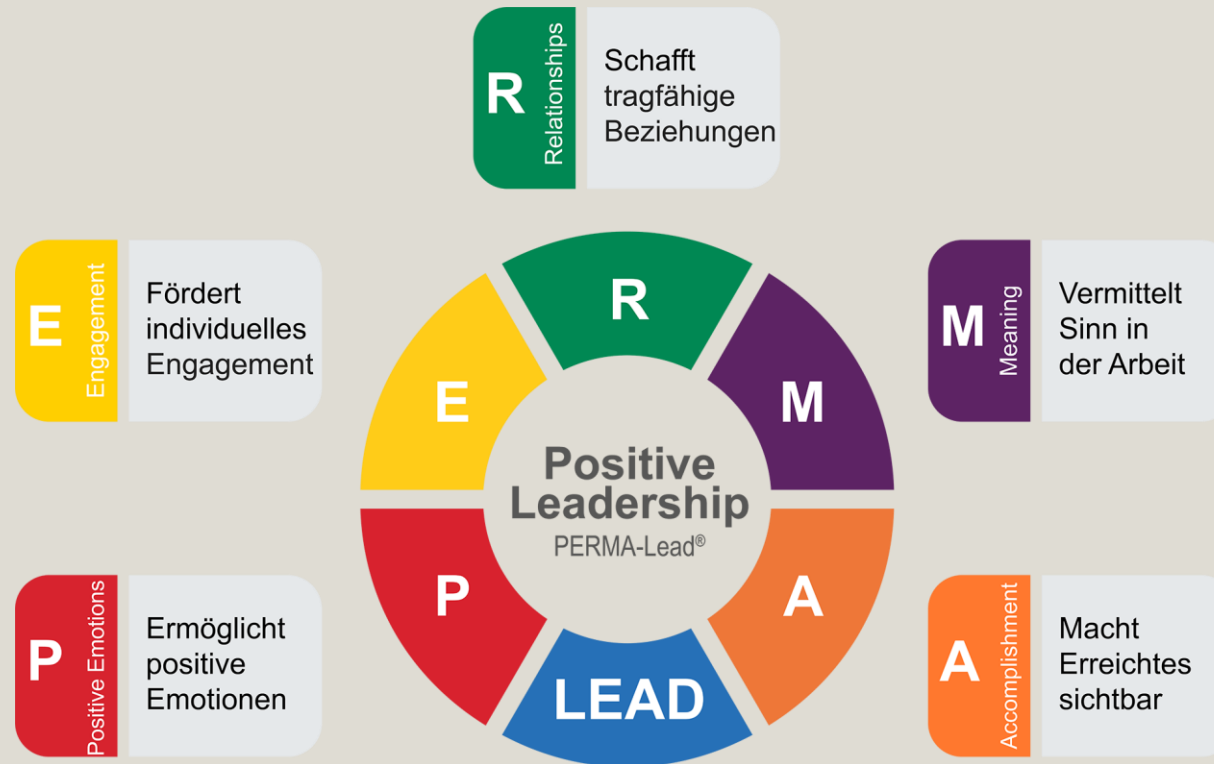 R
Relationships
Schafft
tragfähige
Beziehungen
E
Engagement
Fördert
individuelles
Engagement
M
Meaning
Vermittelt
Sinn in
der Arbeit
P
Positive Emotions
Ermöglicht
positive
Emotionen
A
Accomplishment
Macht
Erreichtes
sichtbar
R
E
M
Positive
Leadership
PERMA-Lead®
P
A
LEAD